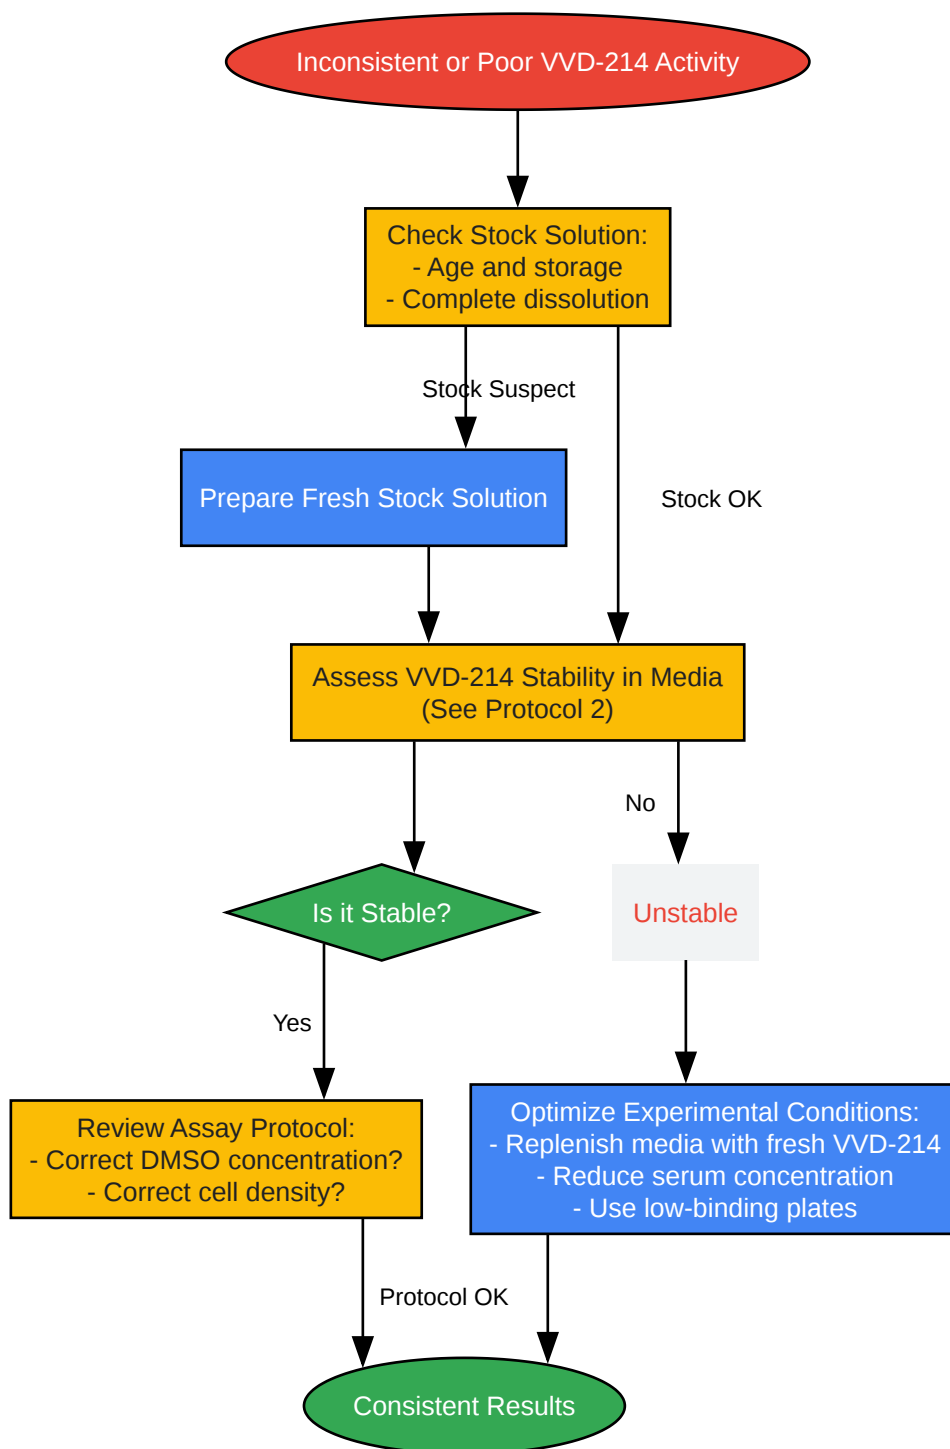 Inconsistent or Poor VVD-214 Activity
Check Stock Solution:
- Age and storage
- Complete dissolution
Stock Suspect
Prepare Fresh Stock Solution
Stock OK
Assess VVD-214 Stability in Media
(See Protocol 2)
No
Is it Stable?
Unstable
Yes
Review Assay Protocol:
- Correct DMSO concentration?
- Correct cell density?
Optimize Experimental Conditions:
- Replenish media with fresh VVD-214
- Reduce serum concentration
- Use low-binding plates
Protocol OK
Consistent Results